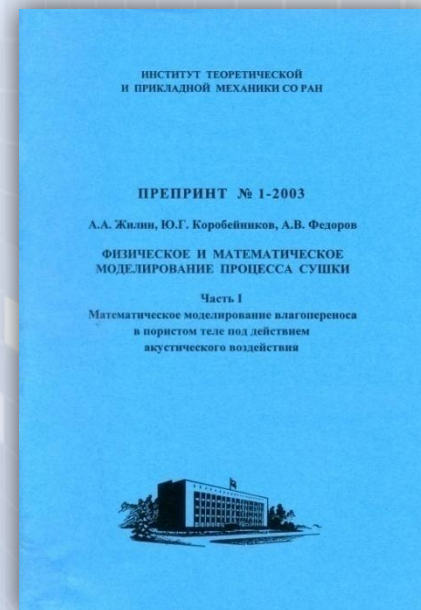 ИНСТИТУТ ТЕОРЕТИЧЕСКОЙ
И ПРИКЛАДНОЙ МЕХАНИКИ СО РАН
ПРЕПРИНТ № 1-2003
А.А. Жилин, Ю.Г. Коробейников, А.В. Федоров
ФИЗИЧЕСКОЕ И МАТЕМАТИЧЕСКОЕ
МОДЕЛИРОВАНИЕ ПРОЦЕССА СУШКИ
Часть I
Математическое моделирование влагопереноса
в пористом теле под действием
акустического воздействия